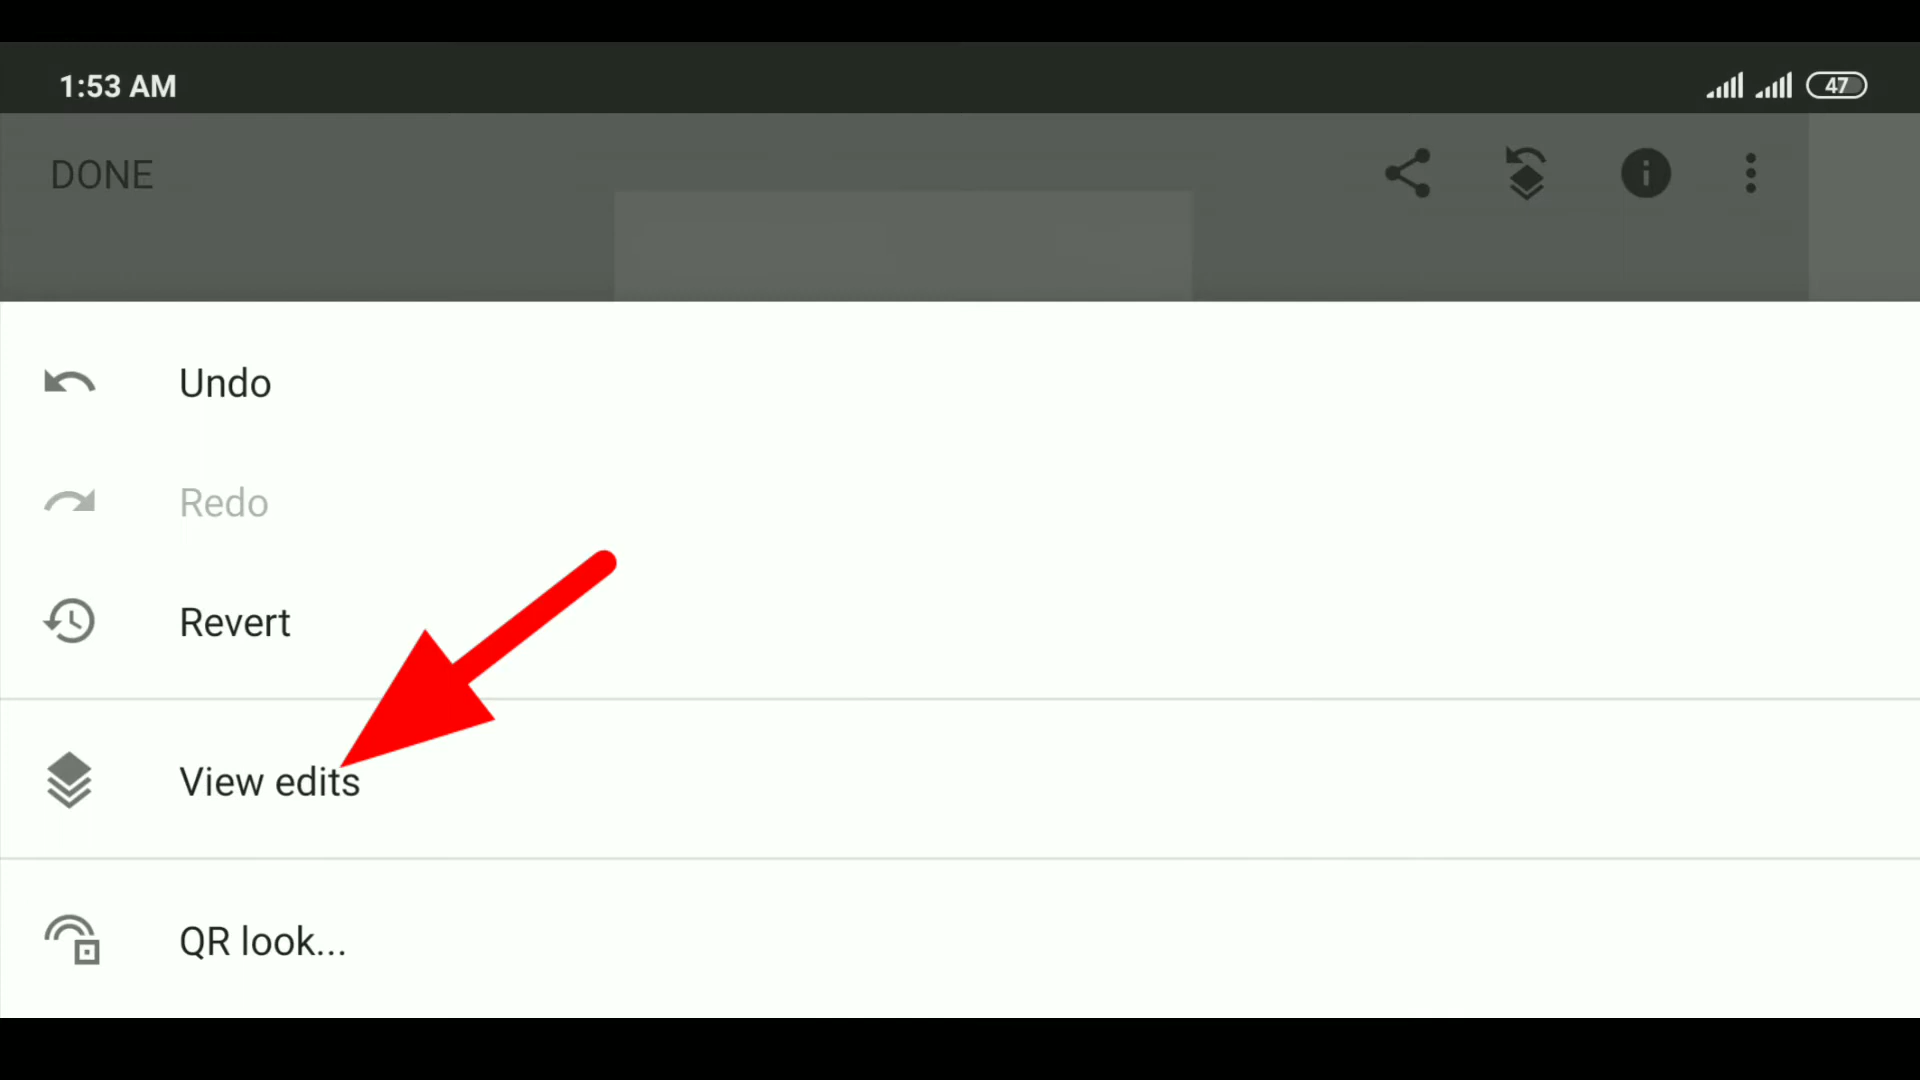 1:53 AM
47
DONE
Undo
Redo
Revert
View edits
QR look...